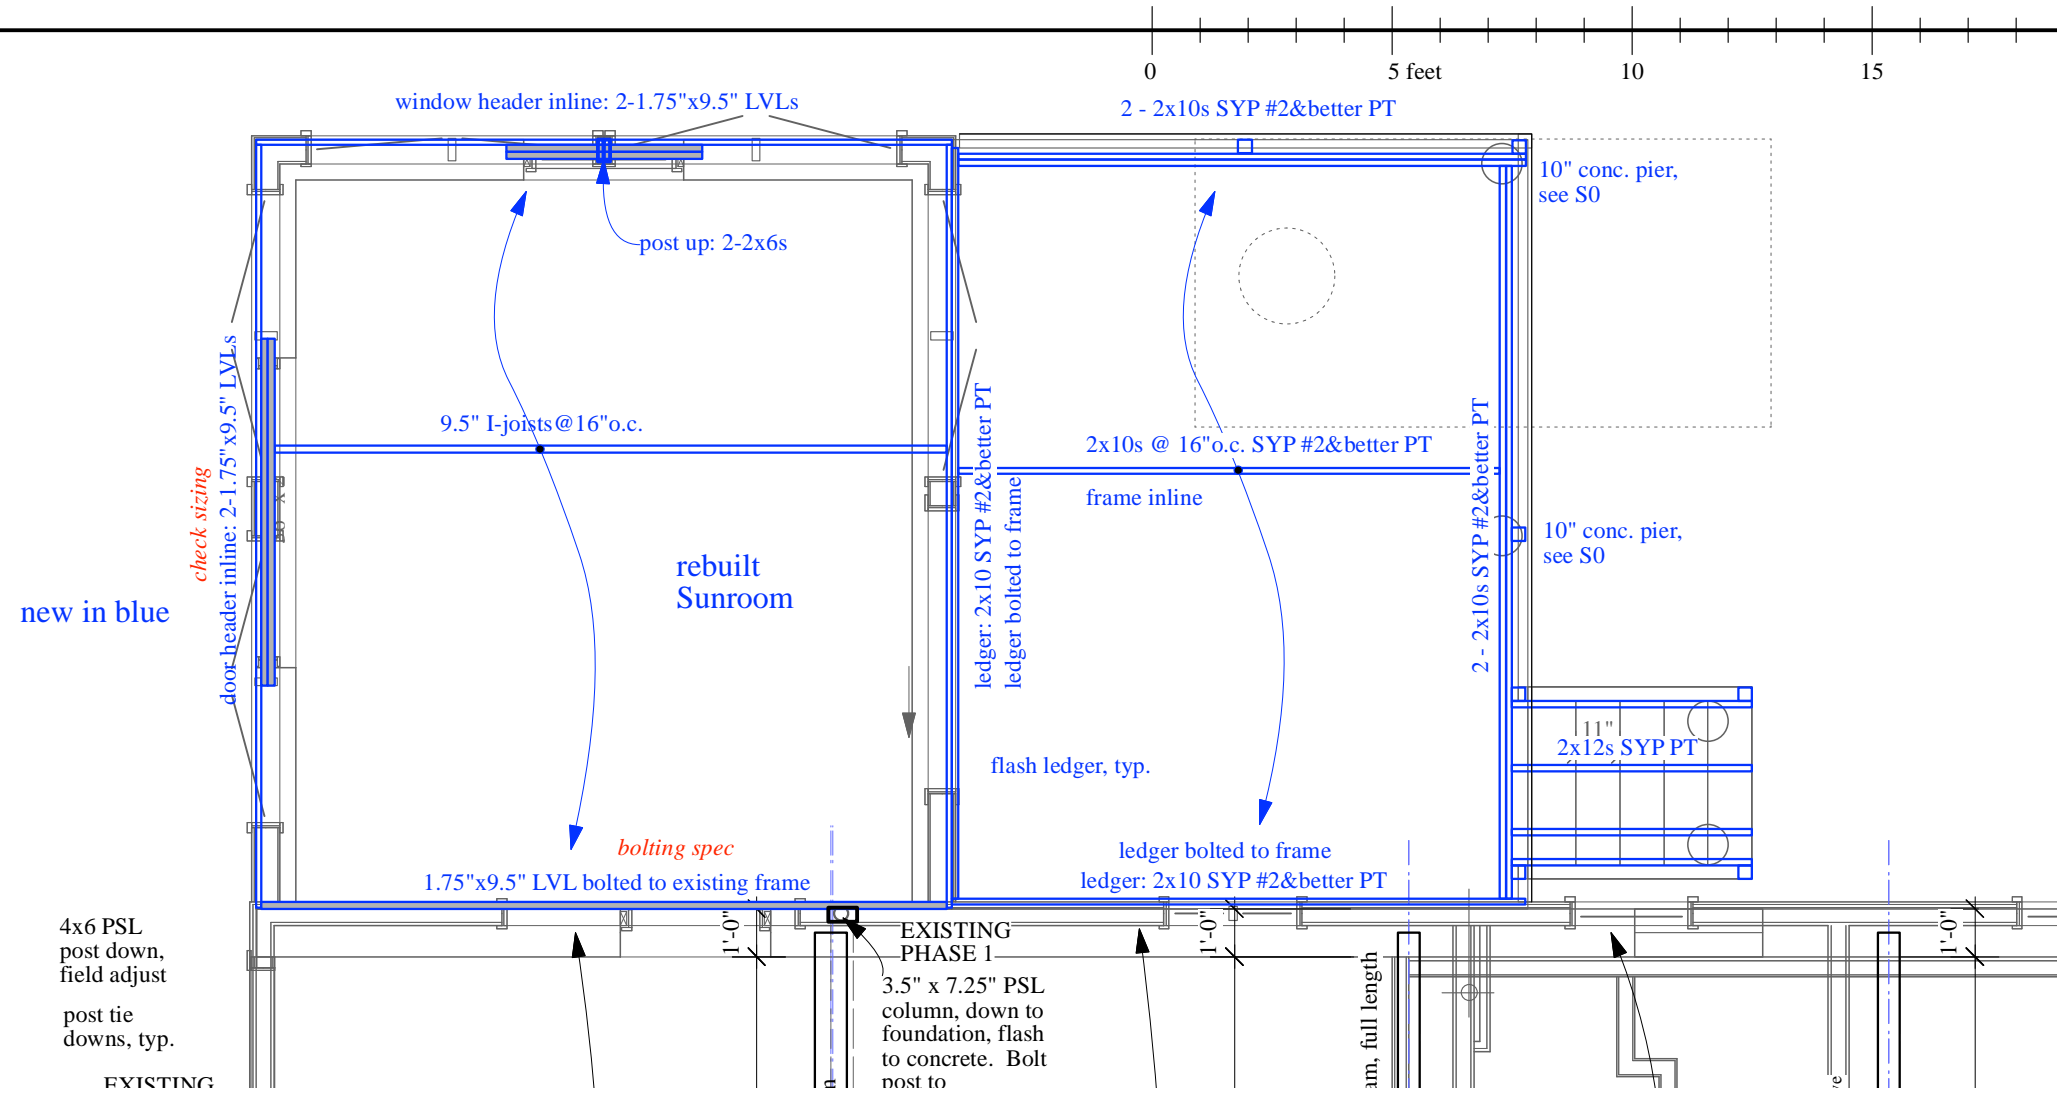 0
5 feet
10
15
window header inline: 2-1.75"x9.5" LVLs
2 - 2x10s SYP #2&better PT
10" conc. pier,
see S0
post up: 2-2x6s
door header inline: 2-1.75"x9.5" LVLs
check sizing
9.5" I-joists@16"o.c.
2x10s @ 16"o.c. SYP #2&better PT
frame inline
ledger: 2x10 SYP #2&better PT
ledger bolted to frame
2 - 2x10s SYP #2&better PT
10" conc. pier,
see S0
rebuilt
Sunroom
new in blue
11"
2x12s SYP PT
flash ledger, typ.
bolting spec
1.75"x9.5" LVL bolted to existing frame
ledger bolted to frame
ledger: 2x10 SYP #2&better PT
4x6 PSL
post down,
field adjust
post tie
downs, typ.
EXISTING
1'-0"
EXISTING
PHASE 1
3.5" x 7.25" PSL
column, down to
foundation, flash
to concrete. Bolt
post to
1'-0"
am, full length
1'-0"